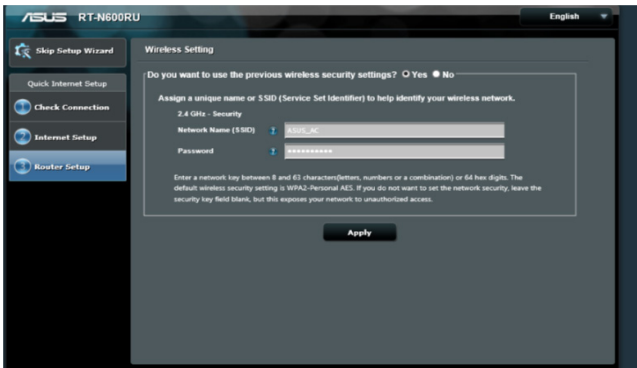 ASUS RT-N600RU
English
Skip Setup Wizard
Quick Internet Setup
1 Check Connection
2 Internet Setup
3 Router Setup
Wireless Setting
Do you want to use the previous wireless security settings? Yes No
Assign a unique name or SSID (Service Set Identifier) to help identify your wireless network.
2.4 GHz - Security
Network Name (SSID) ? ASUS_AC
Password ? ••••••••••
Enter a network key between 8 and 63 characters(letters, numbers or a combination) or 64 hex digits. The
default wireless security setting is WPA2-Personal AES. If you do not want to set the network security, leave the
security key field blank, but this exposes your network to unauthorized access.
Apply